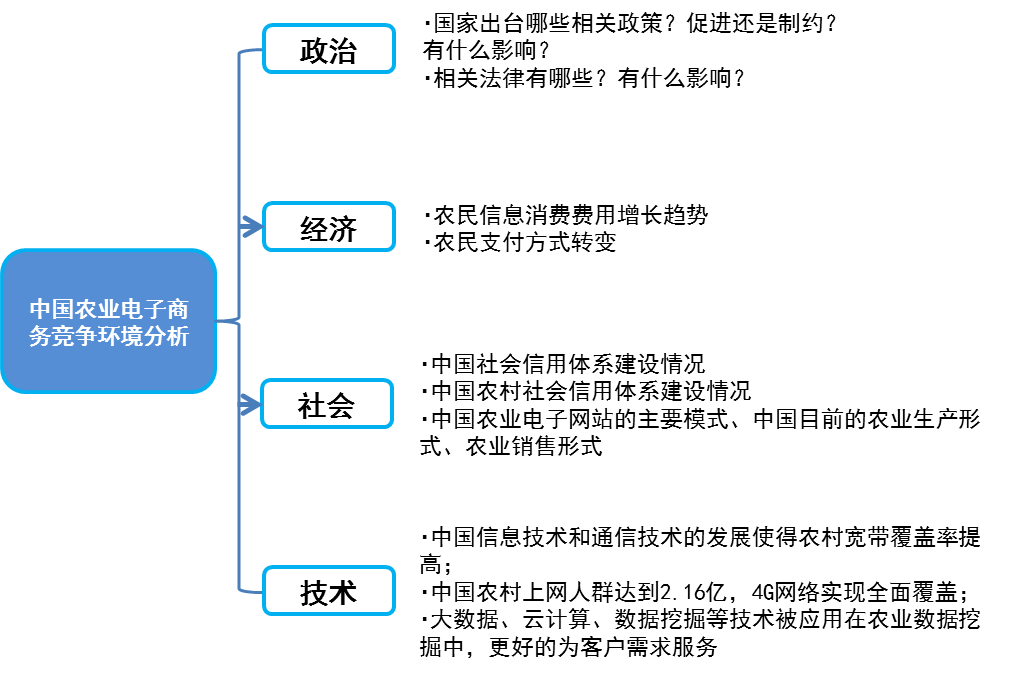 中国农业电子商
务竞争环境分析
政治
·国家出台哪些相关政策？促进还是制约？
有什么影响？
·相关法律有哪些？有什么影响？
经济
·农民信息消费费用增长趋势
·农民支付方式转变
社会
·中国社会信用体系建设情况
·中国农村社会信用体系建设情况
·中国农业电子网站的主要模式、中国目前的农业生产形
式、农业销售形式
技术
·中国信息技术和通信技术的发展使得农村宽带覆盖率提
高；
·中国农村上网人群达到2.16亿，4G网络实现全面覆盖；
·大数据、云计算、数据挖掘等技术被应用在农业数据挖
掘中，更好的为客户需求服务